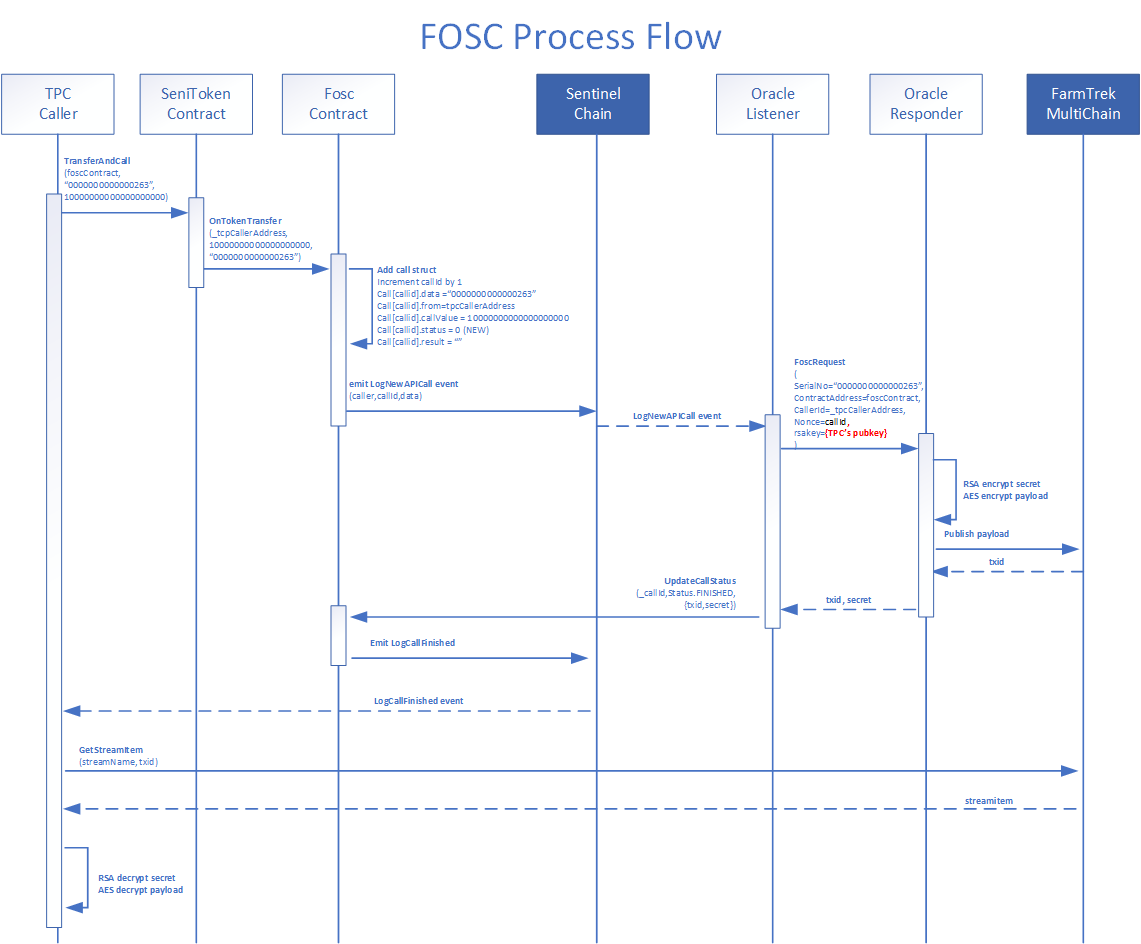 FOSC Process Flow
TPC
Caller
SeniToken
Contract
Fosc
Contract
Sentinel
Chain
Oracle
Listener
Oracle
Responder
FarmTrek
MultiChain
TransferAndCall
(foscContract,
“0000000000000263”,
10000000000000000000)
OnTokenTransfer
(_tcpCallerAddress,
10000000000000000000,
“0000000000000263”)
Add call struct
Increment callId by 1
Call[callid].data =“0000000000000263”
Call[callid].from=tpcCallerAddress
Call[callid].callValue = 10000000000000000000
Call[callid].status = 0 (NEW)
Call[callid].result = “”
emit LogNewAPICall event
(caller,callId,data)
LogNewAPICall event
FoscRequest
{
SerialNo=“0000000000000263”,
ContractAddress=foscContract,
CallerId=_tpcCallerAddress,
Nonce=callId,
rsakey={TPC’s pubkey}
}
RSA encrypt secret
AES encrypt payload
Publish payload
txid
txid, secret
UpdateCallStatus
(_callId,Status.FINISHED,
{txid,secret})
Emit LogCallFinished
LogCallFinished event
GetStreamItem
(streamName, txid)
streamitem
RSA decrypt secret
AES decrypt payload